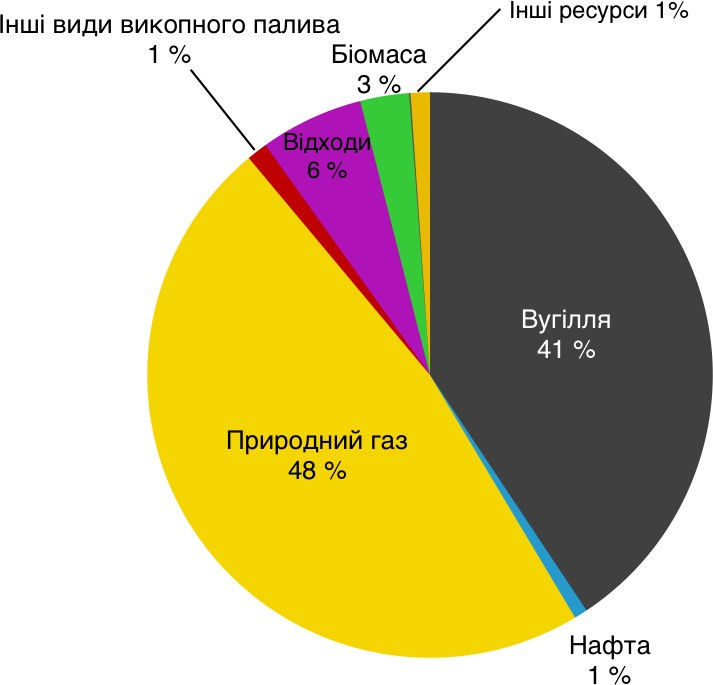 Інші ресурси 1%
Інші види викопного палива
1 %
Біомаса
3 %
Відходи
6 %
Вугілля
41 %
Природний газ
48 %
Нафта
1 %